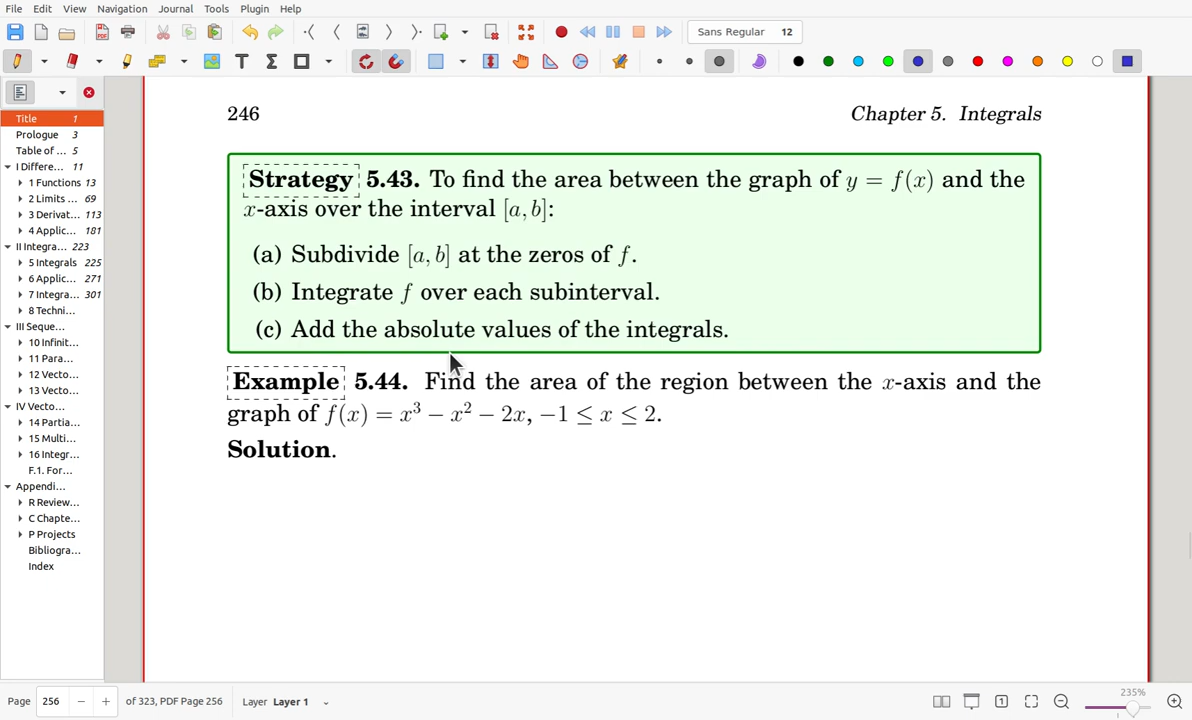 File Edit View Navigation Journal Tools Plugin Help
Sans Regular 12
Title 1
Prologue 3
Table of ... 5
I Differe... 11
1 Functions 13
2 Limits ... 69
3 Derivat... 113
4 Applic... 181
II Integra... 223
5 Integrals 225
6 Applic... 271
7 Integra... 301
8 Techni...
III Seque...
10 Infinit...
11 Para...
12 Vecto...
13 Vecto...
IV Vecto...
14 Partia...
15 Multi...
16 Integr...
F.1. For...
Appendi...
R Review...
C Chapte...
P Projects
Bibliogra...
Index
246 Chapter 5. Integrals
Strategy 5.43. To find the area between the graph of y = f(x) and the
x-axis over the interval [a, b]:
(a) Subdivide [a, b] at the zeros of f.
(b) Integrate f over each subinterval.
(c) Add the absolute values of the integrals.
Example 5.44. Find the area of the region between the x-axis and the
graph of f(x) = x³ − x² − 2x, −1 ≤ x ≤ 2.
Solution.
Page 256 − + of 323, PDF Page 256 Layer Layer 1 235%